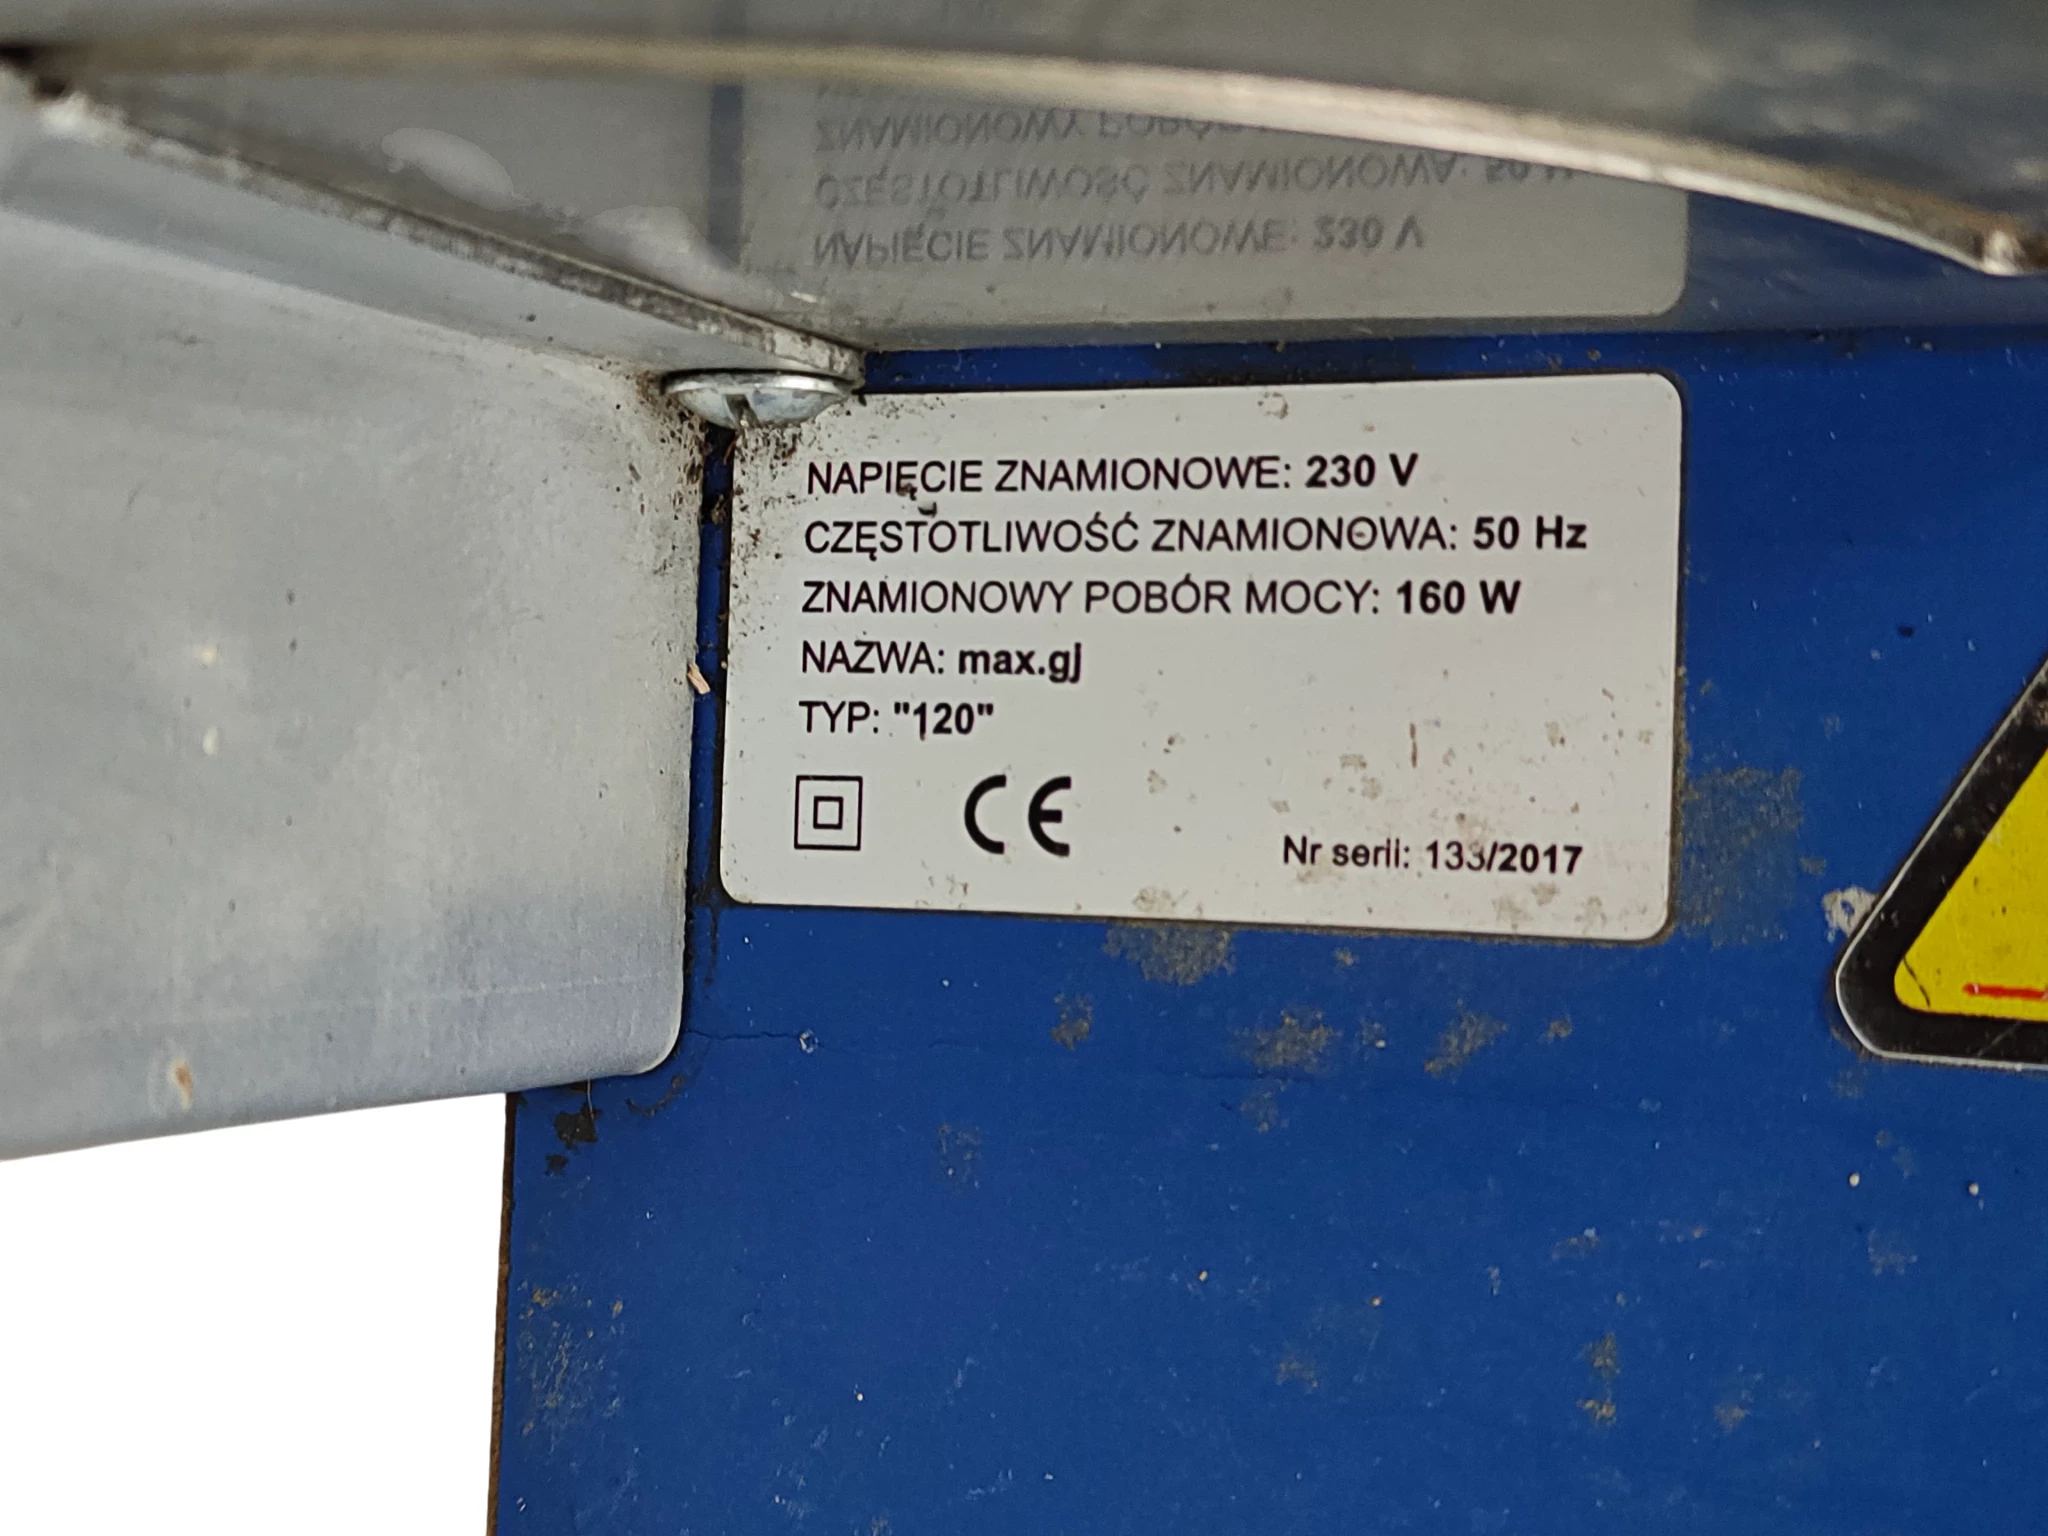 NAPIĘCIE ZNAMIONOWE: 230 V
CZĘSTOTLIWOŚĆ ZNAMIONOWA: 50 Hz
ZNAMIONOWY POBÓR MOCY: 160 W
NAZWA: max.gj
TYP: "120"
CE
Nr serii: 133/2017